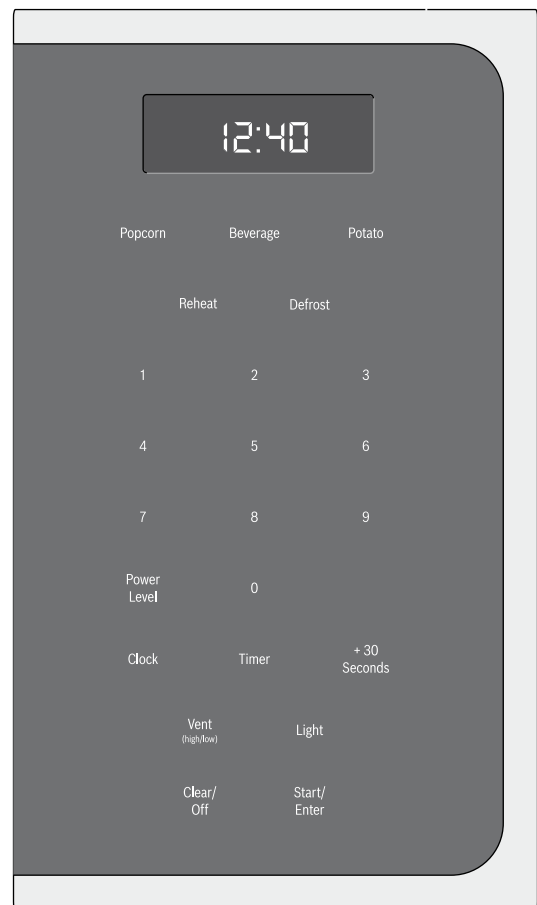 12:40
Popcorn Beverage Potato
Reheat Defrost
1 2 3
4 5 6
7 8 9
Power
Level
0
Clock Timer
+ 30
Seconds
Vent
(high/low)
Light
Clear/
Off
Start/
Enter